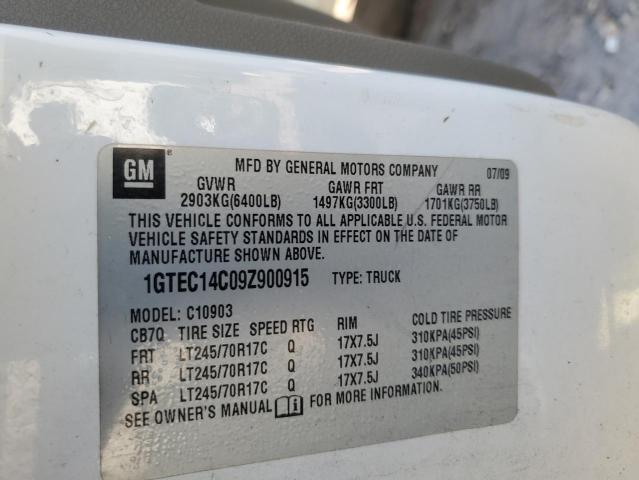 GM ®
MFD BY GENERAL MOTORS COMPANY 07/09
GVWR GAWR FRT GAWR RR
2903KG(6400LB) 1497KG(3300LB) 1701KG(3750LB)
THIS VEHICLE CONFORMS TO ALL APPLICABLE U.S. FEDERAL MOTOR
VEHICLE SAFETY STANDARDS IN EFFECT ON THE DATE OF
MANUFACTURE SHOWN ABOVE.
1GTEC14C09Z900915 TYPE: TRUCK
MODEL: C10903
CB7Q TIRE SIZE SPEED RTG RIM COLD TIRE PRESSURE
FRT LT245/70R17C Q 17X7.5J 310KPA(45PSI)
RR LT245/70R17C Q 17X7.5J 310KPA(45PSI)
SPA LT245/70R17C Q 17X7.5J 340KPA(50PSI)
SEE OWNER'S MANUAL i FOR MORE INFORMATION.